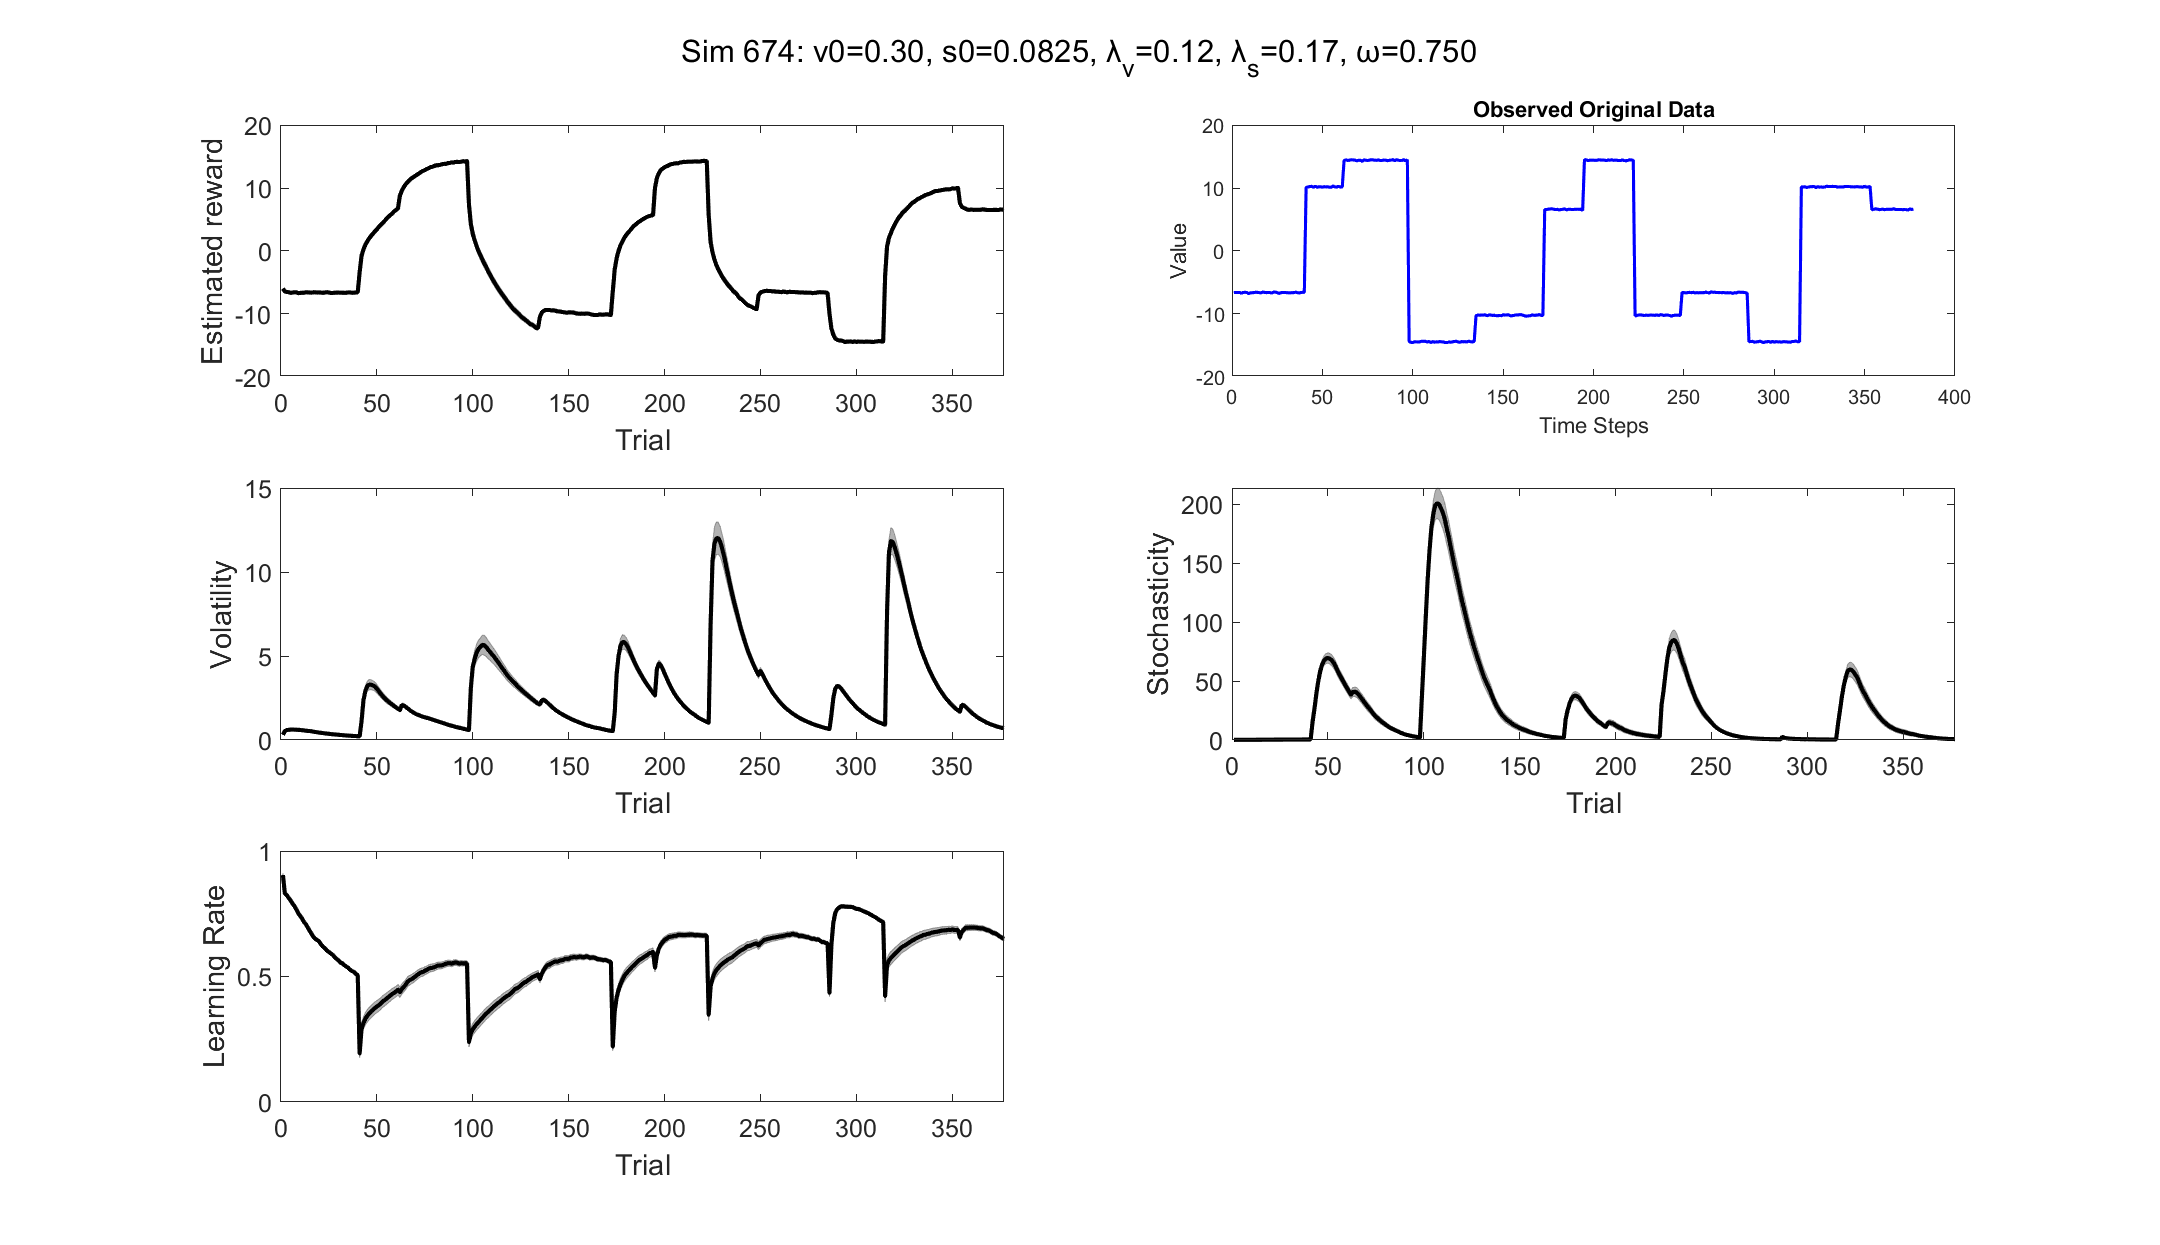 Sim 674: v0=0.30, s0=0.0825, λv=0.12, λs=0.17, ω=0.750
Estimated reward
20
10
0
-10
-20
0 50 100 150 200 250 300 350
Trial
Observed Original Data
Value
20
10
0
-10
-20
0 50 100 150 200 250 300 350 400
Time Steps
Volatility
15
10
5
0
0 50 100 150 200 250 300 350
Trial
Stochasticity
200
150
100
50
0
0 50 100 150 200 250 300 350
Trial
Learning Rate
1
0.5
0
0 50 100 150 200 250 300 350
Trial